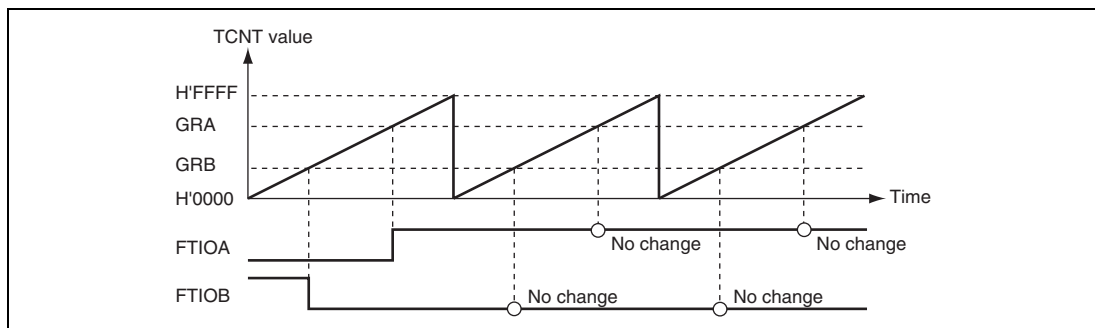 TCNT value
H'FFFF
GRA
GRB
H'0000
Time
FTIOA
No change
No change
FTIOB
No change
No change